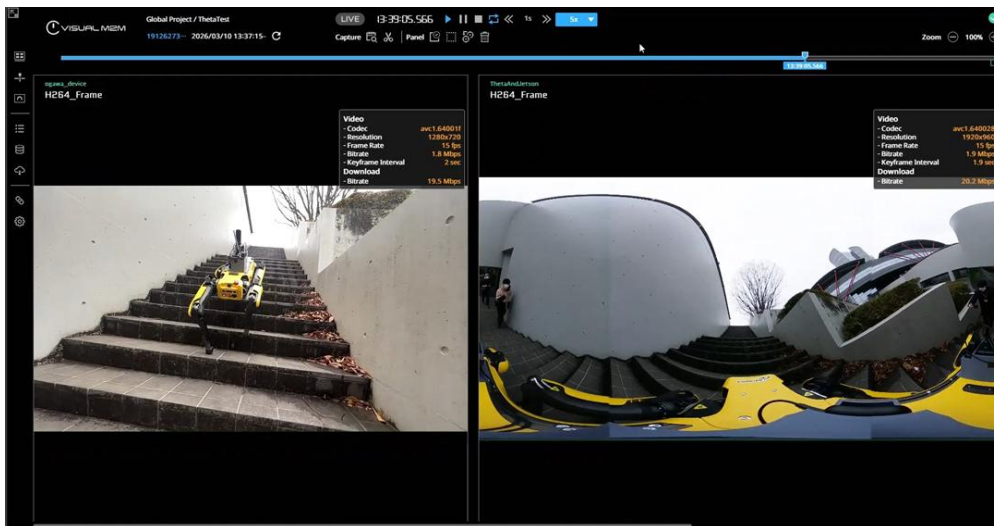 VISUAL M2M
Global Project / ThetaTest
19126273-- 2026/03/10 13:37:15-
LIVE 13:39:05.566 1s 5x
Capture Panel
Zoom 100%
13:39:05.566
ogawa_device
H264_Frame
Video
- Codec avc1.64001f
- Resolution 1280x720
- Frame Rate 15 fps
- Bitrate 1.8 Mbps
- Keyframe Interval 2 sec
Download
- Bitrate 19.5 Mbps
ThetaAndJetson
H264_Frame
Video
- Codec avc1.640028
- Resolution 1920x960
- Frame Rate 15 fps
- Bitrate 1.9 Mbps
- Keyframe Interval 1.9 sec
Download
- Bitrate 20.2 Mbps